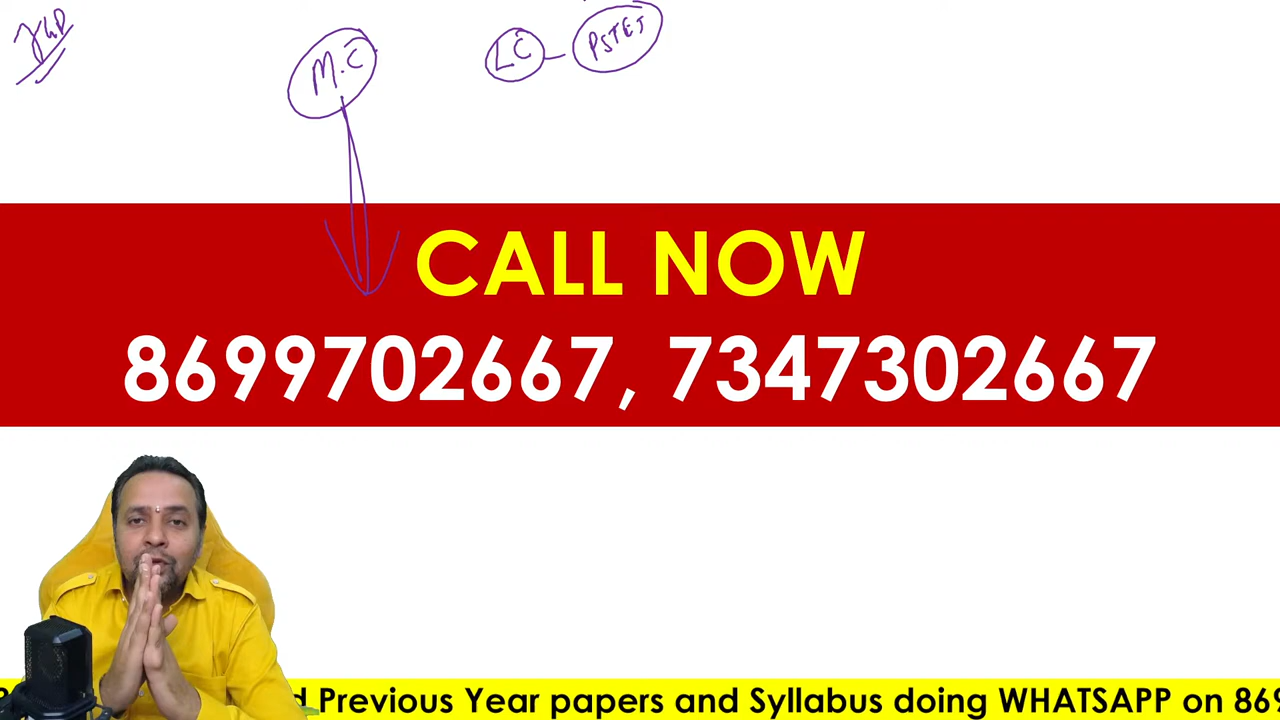 M.C
LC - PSTET
CALL NOW
8699702667, 7347302667
d Previous Year papers and Syllabus doing WHATSAPP on 869